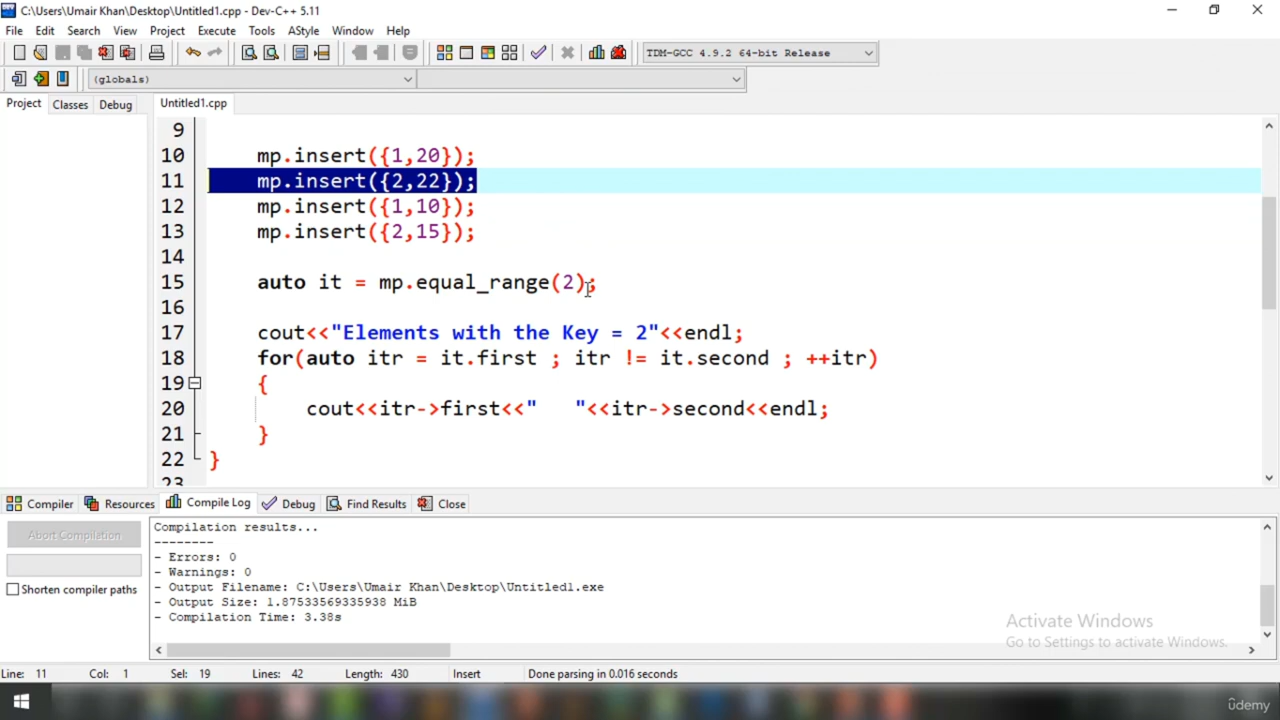 C:\Users\Umair Khan\Desktop\Untitled1.cpp - Dev-C++ 5.11
File Edit Search View Project Execute Tools AStyle Window Help
TDM-GCC 4.9.2 64-bit Release
(globals)
Project Classes Debug Untitled1.cpp
9
10 mp.insert({1,20});
11 mp.insert({2,22});
12 mp.insert({1,10});
13 mp.insert({2,15});
14
15 auto it = mp.equal_range(2);
16
17 cout<<"Elements with the Key = 2"<<endl;
18 for(auto itr = it.first ; itr != it.second ; ++itr)
19 {
20 cout<<itr->first<<"   "<<itr->second<<endl;
21 }
22 }
23
Compiler Resources Compile Log Debug Find Results Close
Abort Compilation
Shorten compiler paths
Compilation results...
--------
- Errors: 0
- Warnings: 0
- Output Filename: C:\Users\Umair Khan\Desktop\Untitled1.exe
- Output Size: 1.87533569335938 MiB
- Compilation Time: 3.38s
Activate Windows
Go to Settings to activate Windows.
Line: 11 Col: 1 Sel: 19 Lines: 42 Length: 430 Insert Done parsing in 0.016 seconds
ûdemy